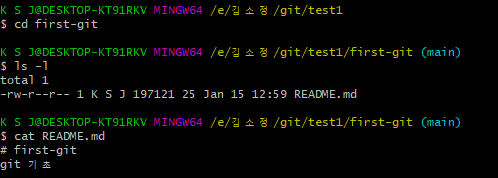 K S J@DESKTOP-KT91RKV MINGW64 /e/김소정/git/test1
$ cd first-git
K S J@DESKTOP-KT91RKV MINGW64 /e/김소정/git/test1/first-git (main)
$ ls -l
total 1
-rw-r--r-- 1 K S J 197121 25 Jan 15 12:59 README.md
K S J@DESKTOP-KT91RKV MINGW64 /e/김소정/git/test1/first-git (main)
$ cat README.md
# first-git
git 기초